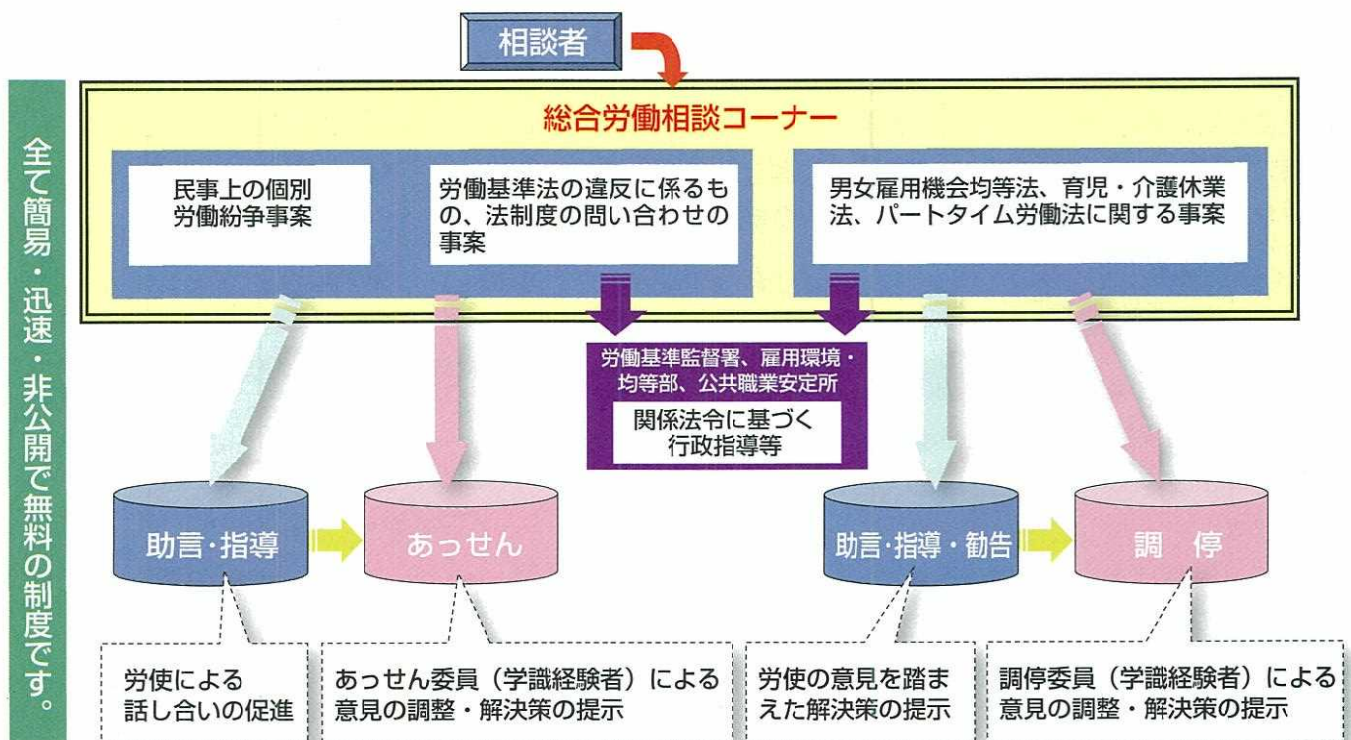 相談者
全て簡易・迅速・非公開で無料の制度です。
総合労働相談コーナー
民事上の個別
労働紛争事案
労働基準法の違反に係るも
の、法制度の問い合わせの
事案
男女雇用機会均等法、育児・介護休業
法、パートタイム労働法に関する事案
労働基準監督署、雇用環境・
均等部、公共職業安定所
関係法令に基づく
行政指導等
助言・指導
あっせん
助言・指導・勧告
調 停
労使による
話し合いの促進
あっせん委員（学識経験者）による
意見の調整・解決策の提示
労使の意見を踏ま
えた解決策の提示
調停委員（学識経験者）による
意見の調整・解決策の提示